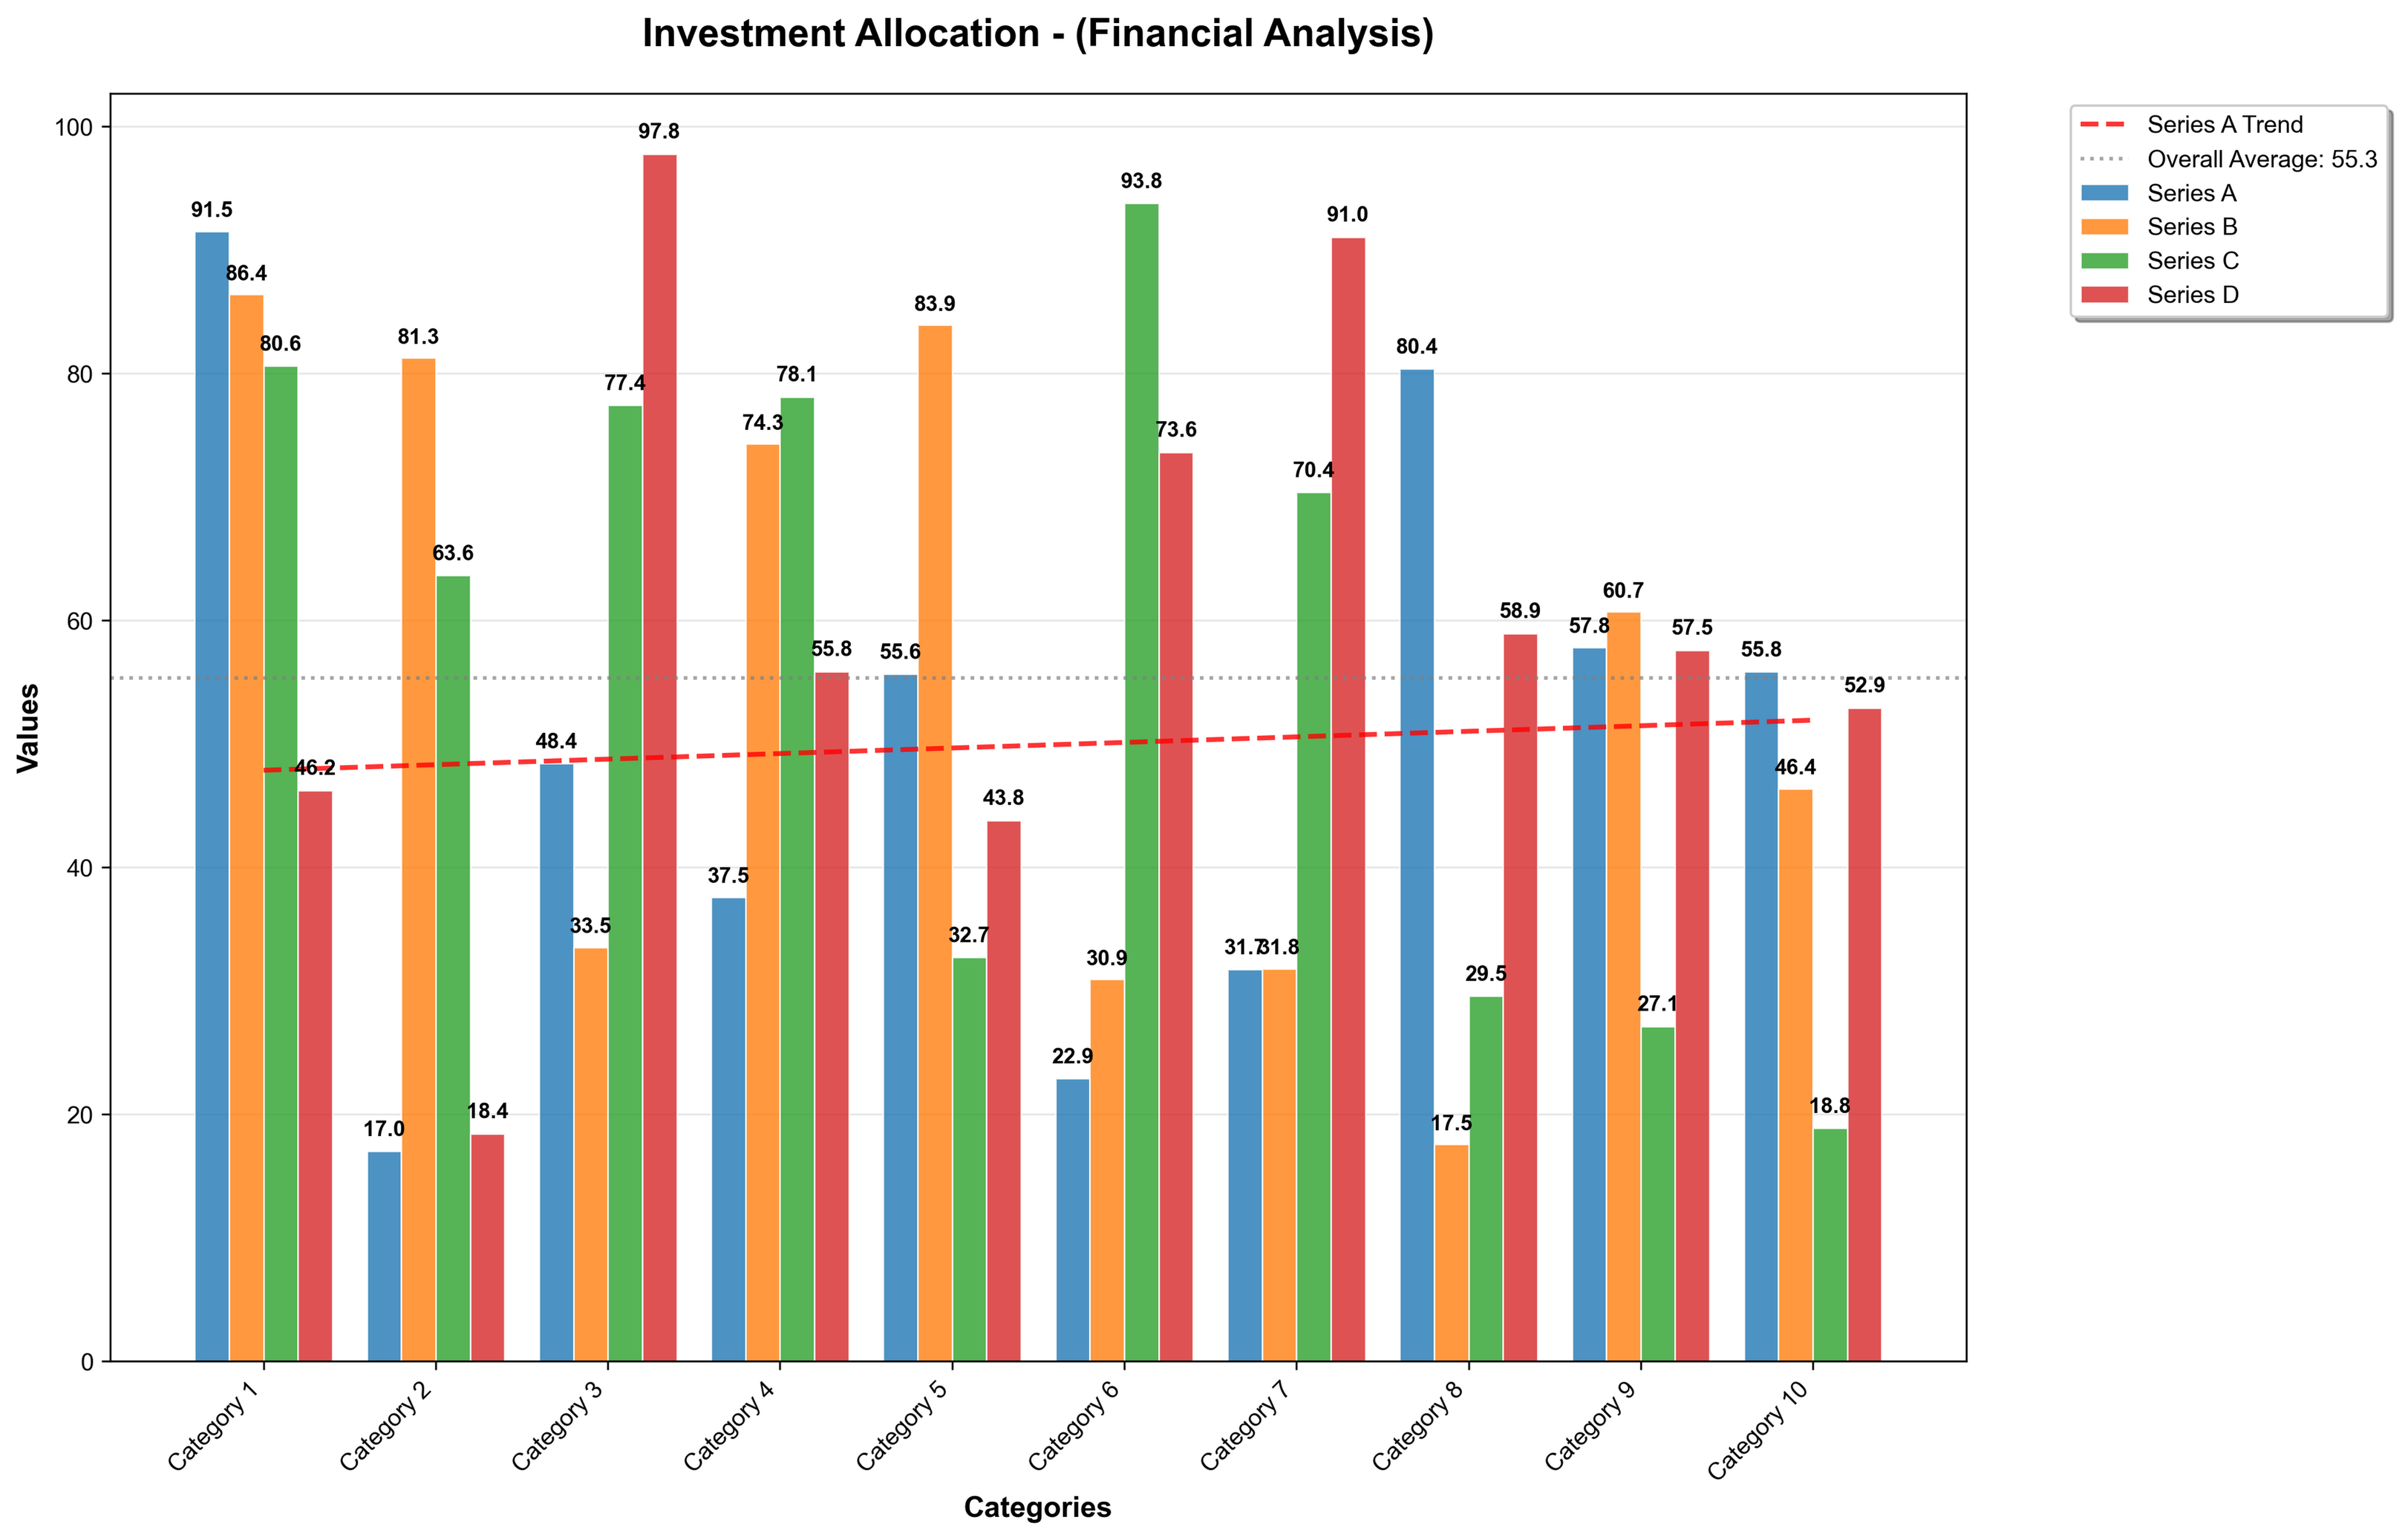 Investment Allocation - (Financial Analysis)
Series A Trend
Overall Average: 55.3
Series A
Series B
Series C
Series D
Values
100
80
60
40
20
0
91.5
86.4
80.6
46.2
17.0
81.3
63.6
18.4
48.4
33.5
77.4
97.8
37.5
74.3
78.1
55.8
55.6
83.9
32.7
43.8
22.9
30.9
93.8
73.6
31.7
31.8
70.4
91.0
80.4
17.5
29.5
58.9
57.8
60.7
27.1
57.5
55.8
46.4
18.8
52.9
Category 1
Category 2
Category 3
Category 4
Category 5
Category 6
Category 7
Category 8
Category 9
Category 10
Categories